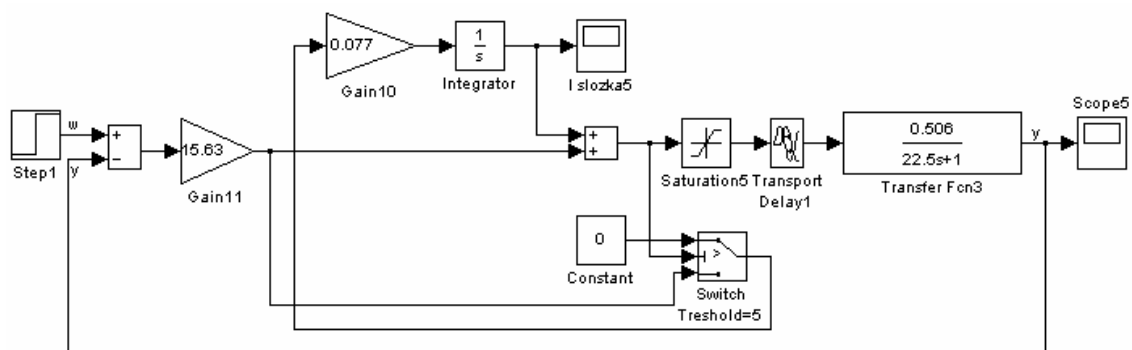 0.077
Gain10
1
s
Integrator
I slozka5
Step1
w
y
+
−
15.63
Gain11
+
+
Saturation5
Transport
Delay1
0.506
22.5s+1
Transfer Fcn3
y
Scope5
0
Constant
>
Switch
Treshold=5